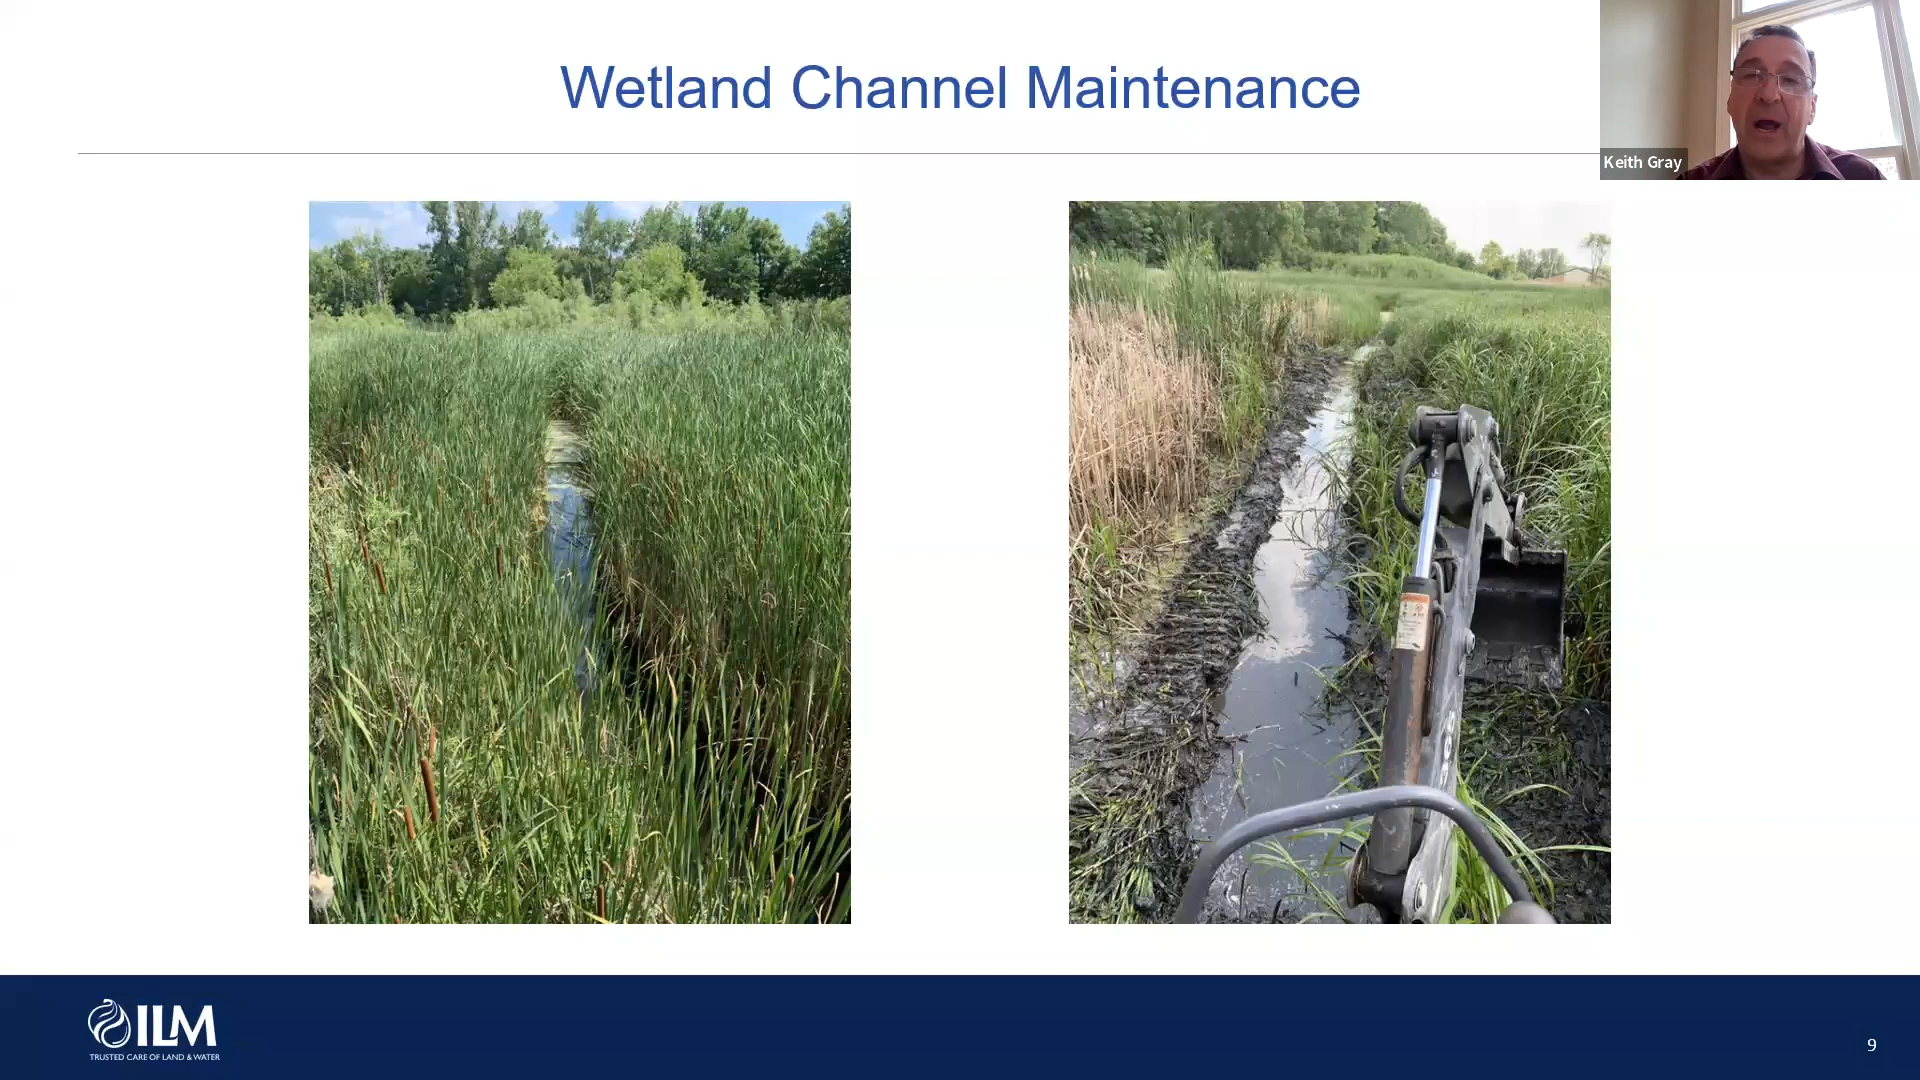 Wetland Channel Maintenance
Keith Gray
ILM
TRUSTED CARE OF LAND & WATER
9